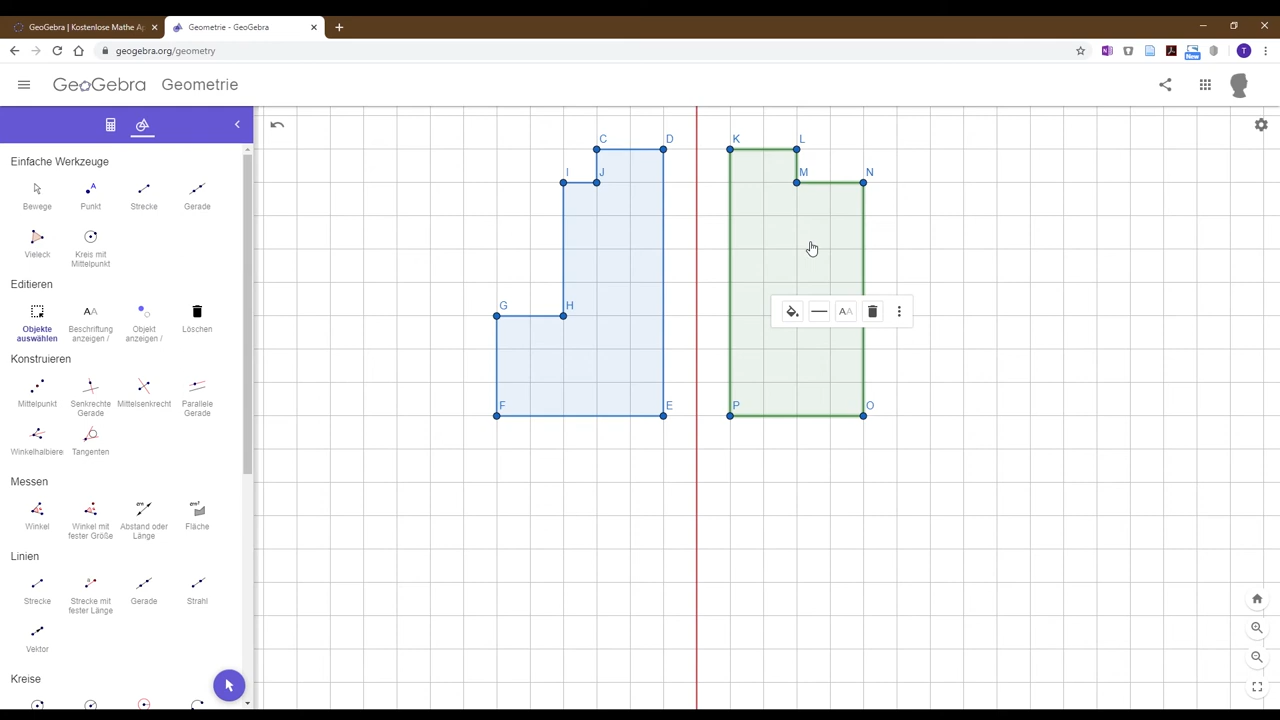 GeoGebra | Kostenlose Mathe Ap
Geometrie - GeoGebra
geogebra.org/geometry
New
T
GeoGebra
Geometrie
Einfache Werkzeuge
Bewege
Punkt
Strecke
Gerade
Vieleck
Kreis mit Mittelpunkt
Editieren
Objekte auswählen
Beschriftung anzeigen /
Objekt anzeigen /
Löschen
Konstruieren
Mittelpunkt
Senkrechte Gerade
Mittelsenkrecht
Parallele Gerade
Winkelhalbiere
Tangenten
Messen
Winkel
Winkel mit fester Größe
Abstand oder Länge
Fläche
Linien
Strecke
Strecke mit fester Länge
Gerade
Strahl
Vektor
Kreise
C
D
K
L
I
J
M
N
G
H
F
E
P
O
AA